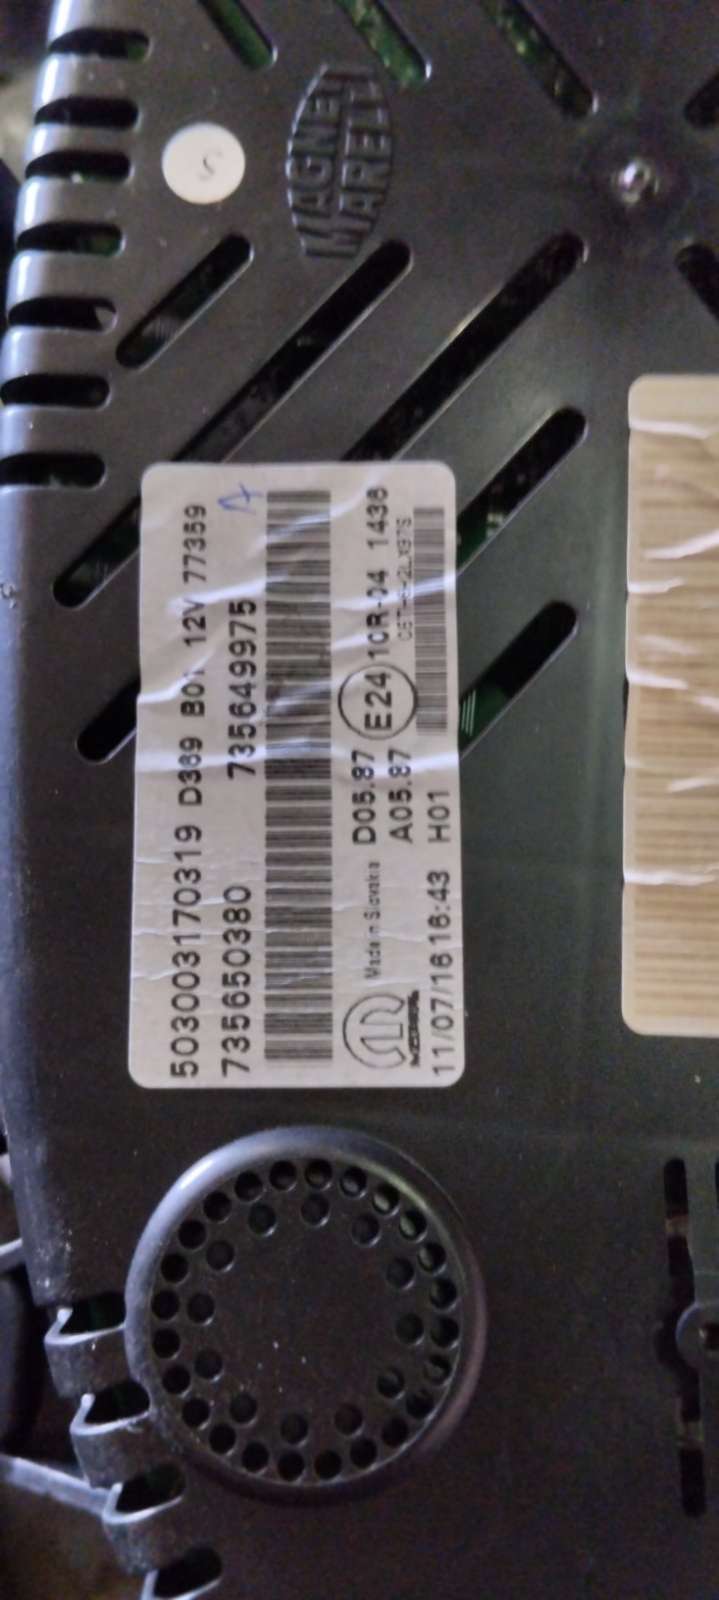 MAGNETI
MARELLI
S
503003170319 D369 B01 12V 77359
735650380 735649975 A
Made in Slovakia D05.87 E24 10R-04 1436
A05.87
11/07/16 16:43 H01